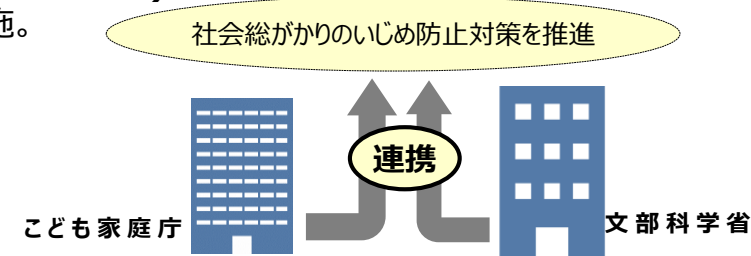 施。
社会総がかりのいじめ防止対策を推進
連携
こども家庭庁
文部科学省